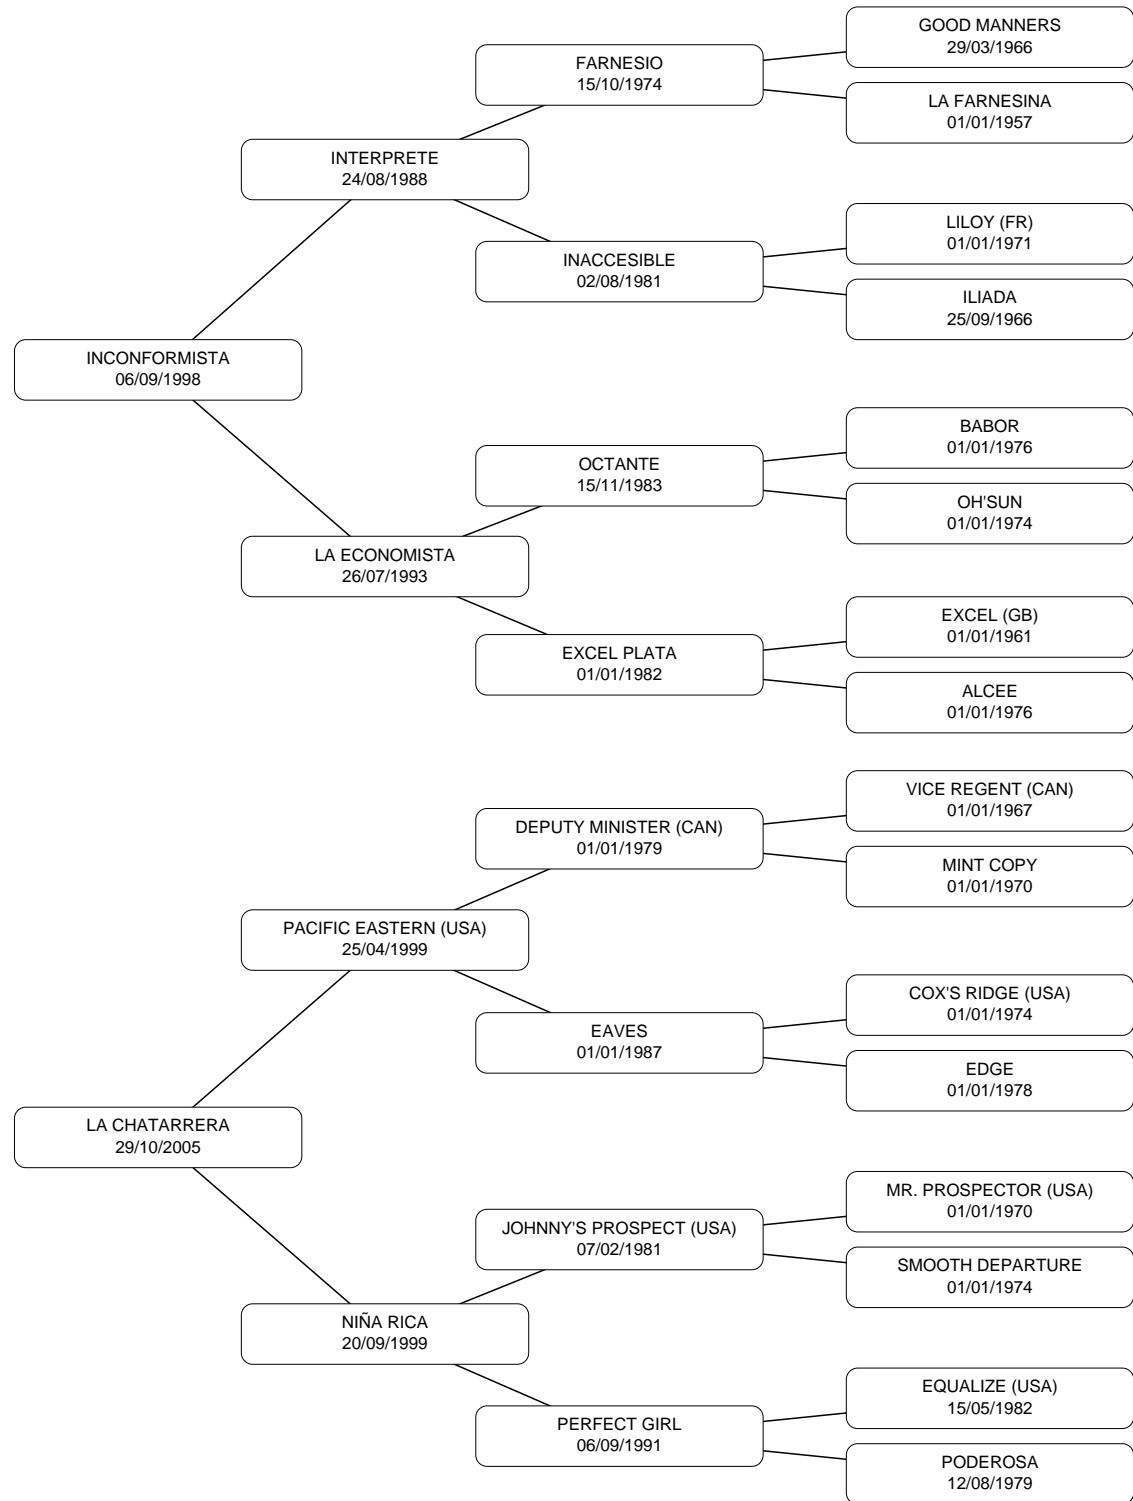 GOOD MANNERS
29/03/1966
FARNESIO
15/10/1974
LA FARNESINA
01/01/1957
INTERPRETE
24/08/1988
LILOY (FR)
01/01/1971
INACCESIBLE
02/08/1981
ILIADA
25/09/1966
INCONFORMISTA
06/09/1998
BABOR
01/01/1976
OCTANTE
15/11/1983
OH'SUN
01/01/1974
LA ECONOMISTA
26/07/1993
EXCEL (GB)
01/01/1961
EXCEL PLATA
01/01/1982
ALCEE
01/01/1976
VICE REGENT (CAN)
01/01/1967
DEPUTY MINISTER (CAN)
01/01/1979
MINT COPY
01/01/1970
PACIFIC EASTERN (USA)
25/04/1999
COX'S RIDGE (USA)
01/01/1974
EAVES
01/01/1987
EDGE
01/01/1978
LA CHATARRERA
29/10/2005
MR. PROSPECTOR (USA)
01/01/1970
JOHNNY'S PROSPECT (USA)
07/02/1981
SMOOTH DEPARTURE
01/01/1974
NIÑA RICA
20/09/1999
EQUALIZE (USA)
15/05/1982
PERFECT GIRL
06/09/1991
PODEROSA
12/08/1979